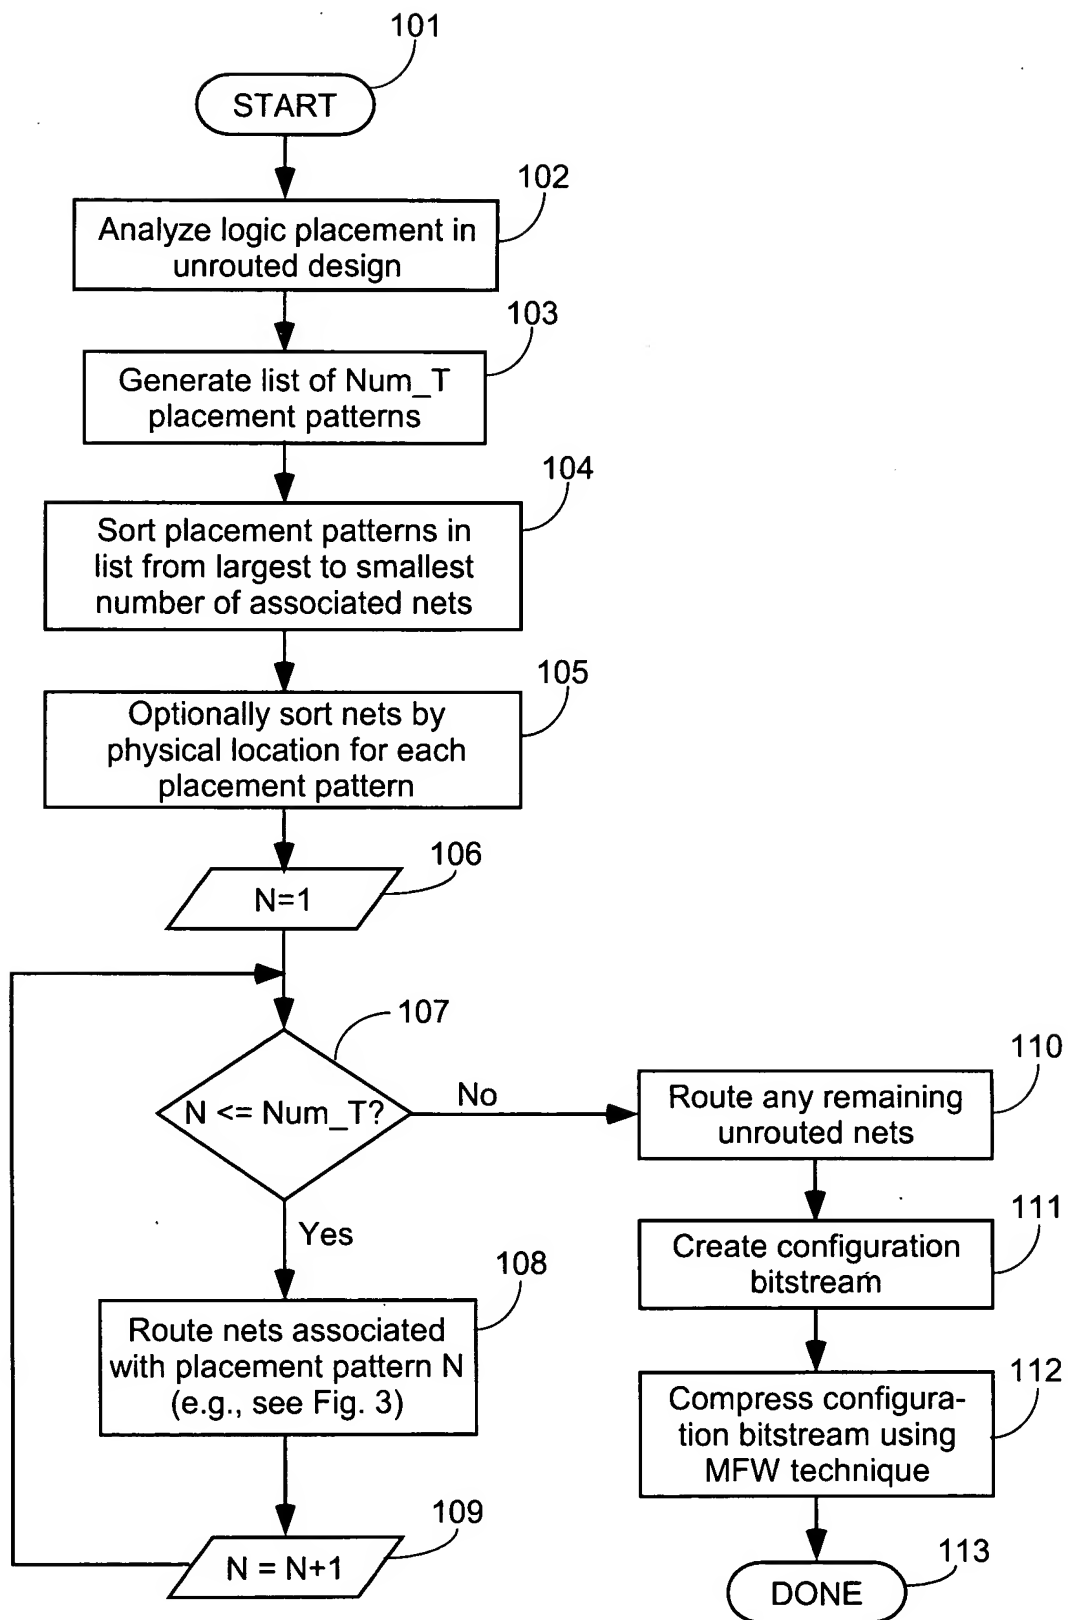 101
START
102
Analyze logic placement in
unrouted design
103
Generate list of Num_T
placement patterns
104
Sort placement patterns in
list from largest to smallest
number of associated nets
105
Optionally sort nets by
physical location for each
placement pattern
106
N=1
107
N <= Num_T?
No
Yes
108
Route nets associated
with placement pattern N
(e.g., see Fig. 3)
109
N = N+1
110
Route any remaining
unrouted nets
111
Create configuration
bitstream
112
Compress configura-
tion bitstream using
MFW technique
113
DONE